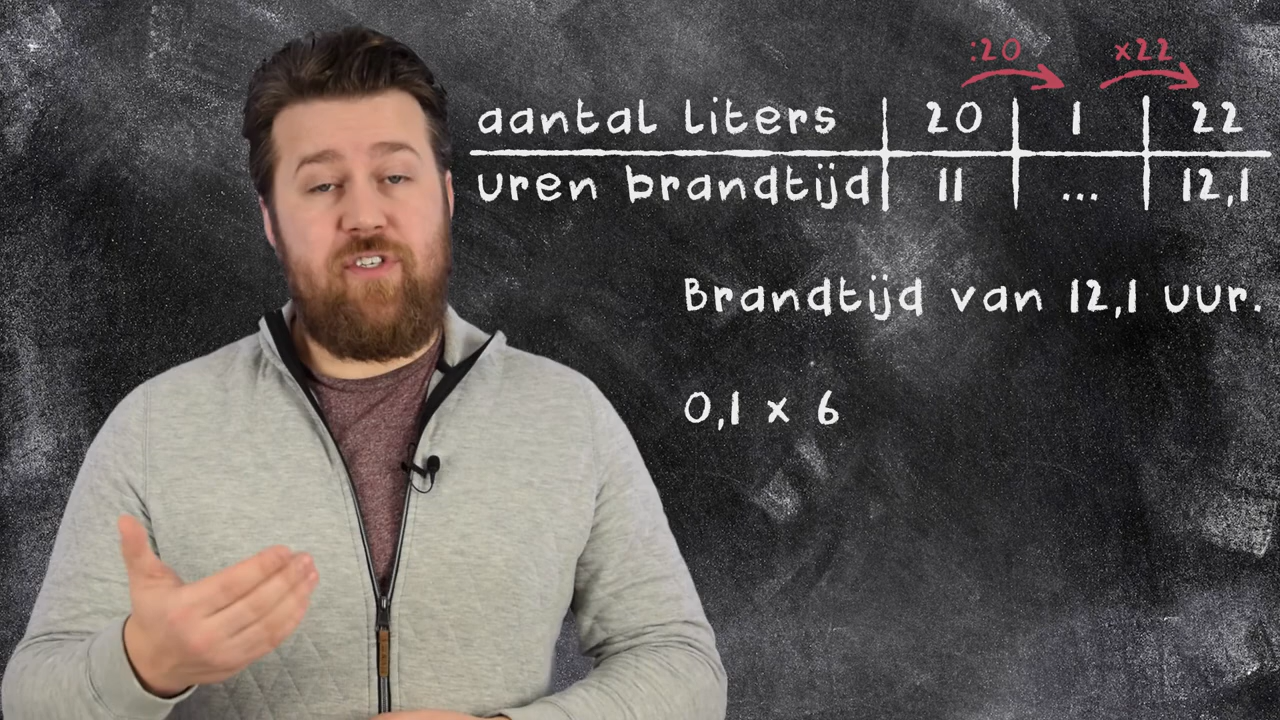 :20 x22
aantal liters 20 1 22
uren brandtijd 11 ... 12,1
Brandtijd van 12,1 uur.
0,1 x 6